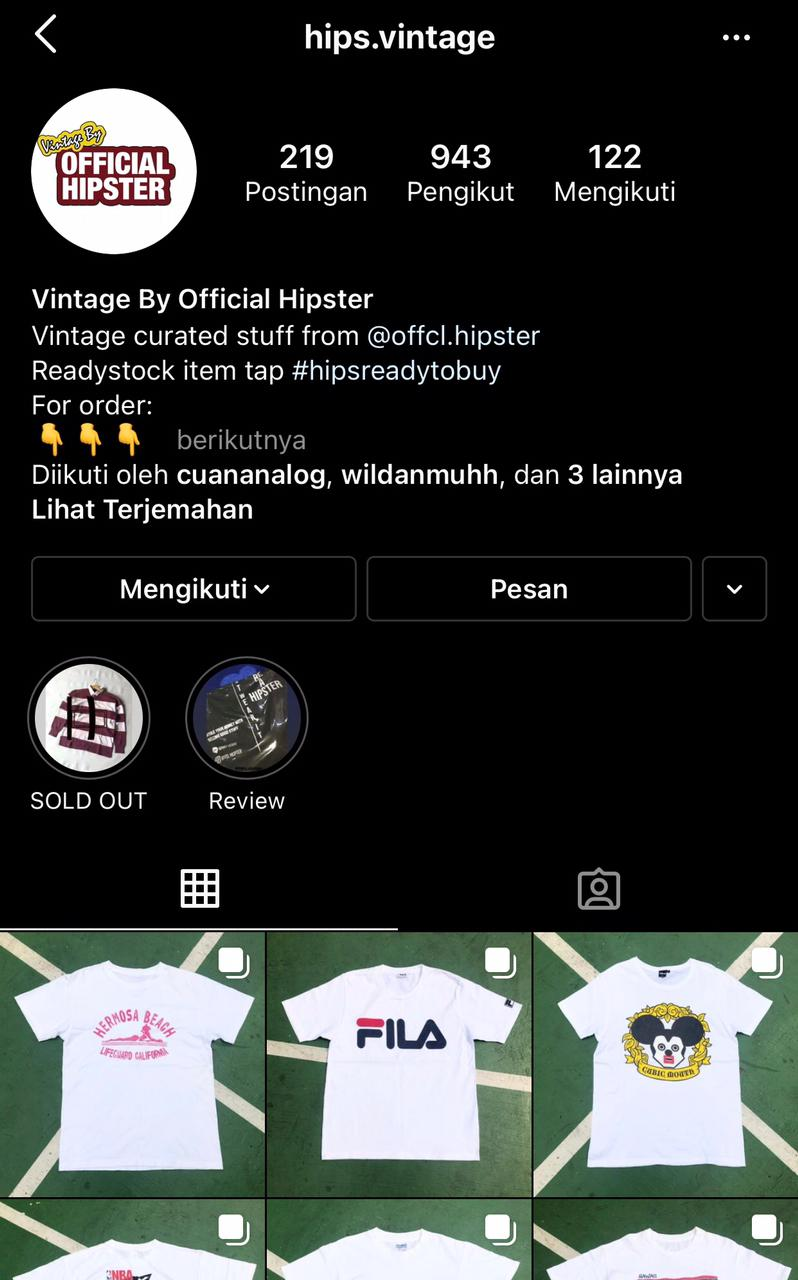 hips.vintage
Vintage By
OFFICIAL
HIPSTER
219 943 122
Postingan Pengikut Mengikuti
Vintage By Official Hipster
Vintage curated stuff from @offcl.hipster
Readystock item tap #hipsreadytobuy
For order:
👇👇👇 berikutnya
Diikuti oleh cuananalog, wildanmuhh, dan 3 lainnya
Lihat Terjemahan
Mengikuti Pesan
HIPSTER
SOLD OUT Review
HERMOSA BEACH
LIFEGUARD CALIFORNIA
FILA
CUBIC MOUTH
NBA